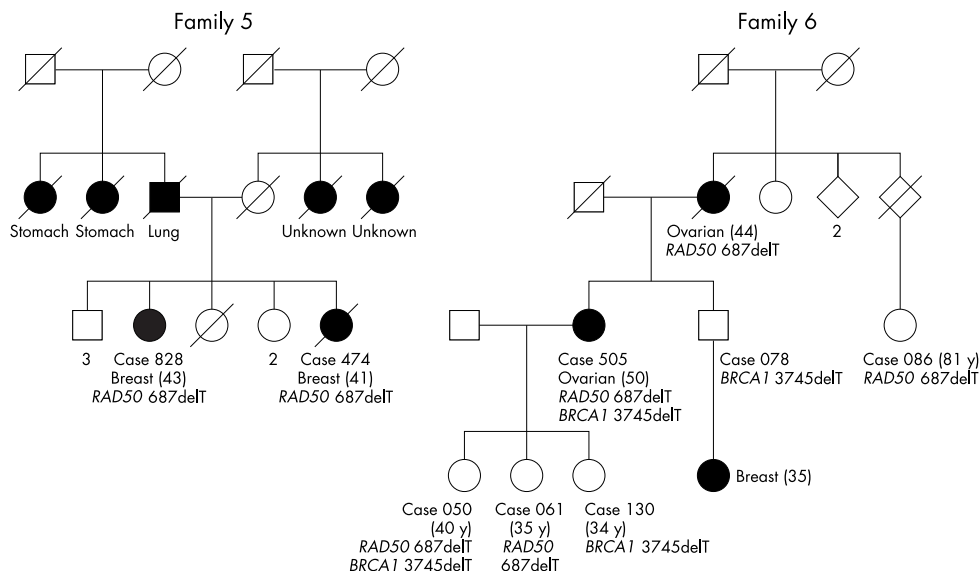 Family 5
Stomach Stomach Lung Unknown Unknown
3 Case 828 2 Case 474
Breast (43) Breast (41)
RAD50 687delT RAD50 687delT
Family 6
Ovarian (44) 2
RAD50 687delT
Case 505
Ovarian (50)
RAD50 687delT
BRCA1 3745delT
Case 078
BRCA1 3745delT
Case 086 (81 y)
RAD50 687delT
Case 050
(40 y)
RAD50 687delT
BRCA1 3745delT
Case 061
(35 y)
RAD50
687delT
Case 130
(34 y)
BRCA1 3745delT
Breast (35)